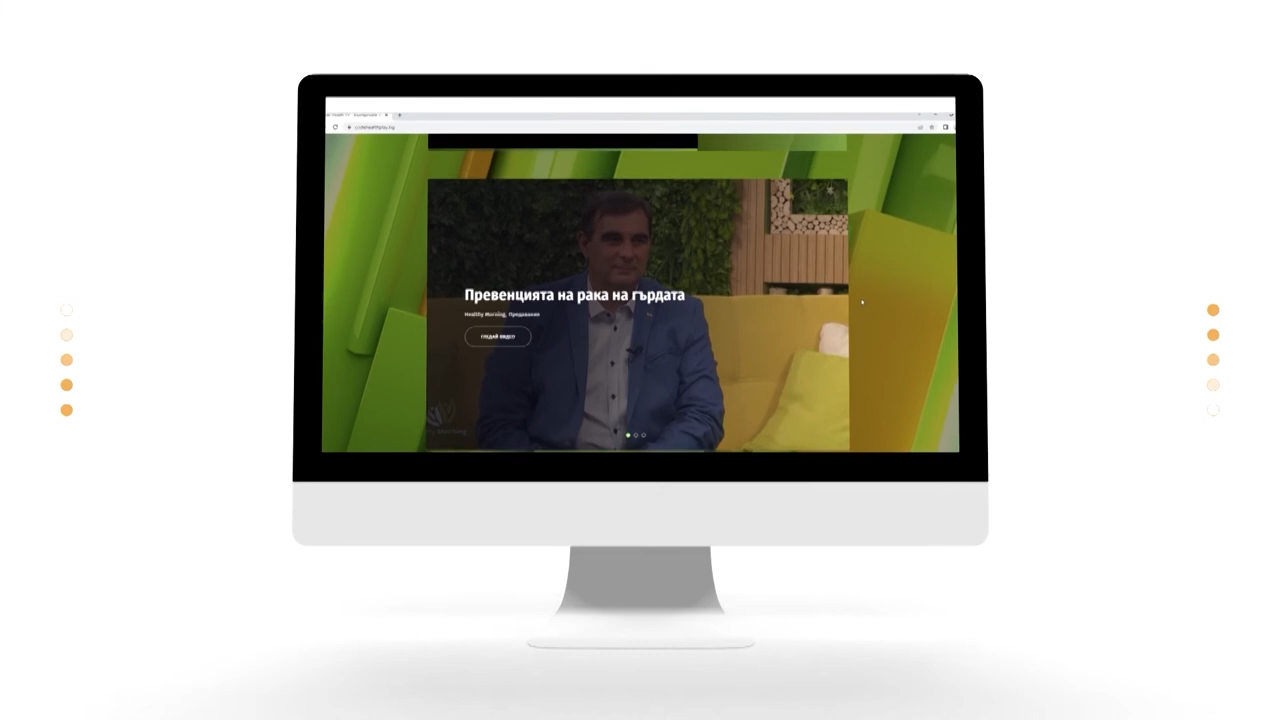 Превенцията на рака на гърдата
Healthy Morning, Предавания
ГЛЕДАЙ ВИДЕО